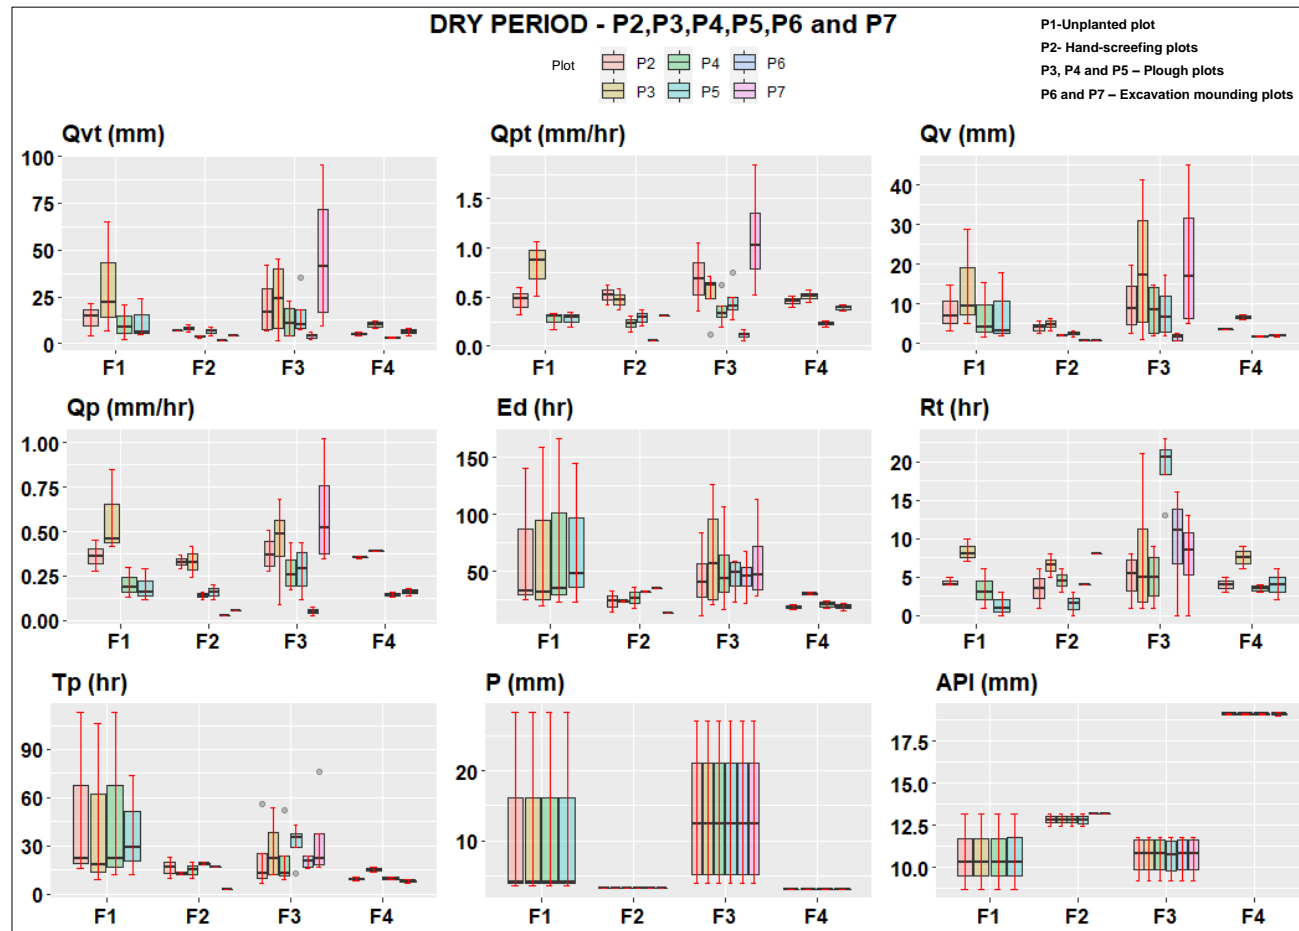 DRY PERIOD - P2,P3,P4,P5,P6 and P7
P1-Unplanted plot
P2- Hand-screefing plots
P3, P4 and P5 – Plough plots
P6 and P7 – Excavation mounding plots
Plot
P2 P4 P6
P3 P5 P7
Qvt (mm)
100
75
50
25
0
F1 F2 F3 F4
Qpt (mm/hr)
1.5
1.0
0.5
0.0
F1 F2 F3 F4
Qv (mm)
40
30
20
10
0
F1 F2 F3 F4
Qp (mm/hr)
1.00
0.75
0.50
0.25
0.00
F1 F2 F3 F4
Ed (hr)
150
100
50
F1 F2 F3 F4
Rt (hr)
20
15
10
5
0
F1 F2 F3 F4
Tp (hr)
90
60
30
0
F1 F2 F3 F4
P (mm)
20
10
F1 F2 F3 F4
API (mm)
17.5
15.0
12.5
10.0
F1 F2 F3 F4